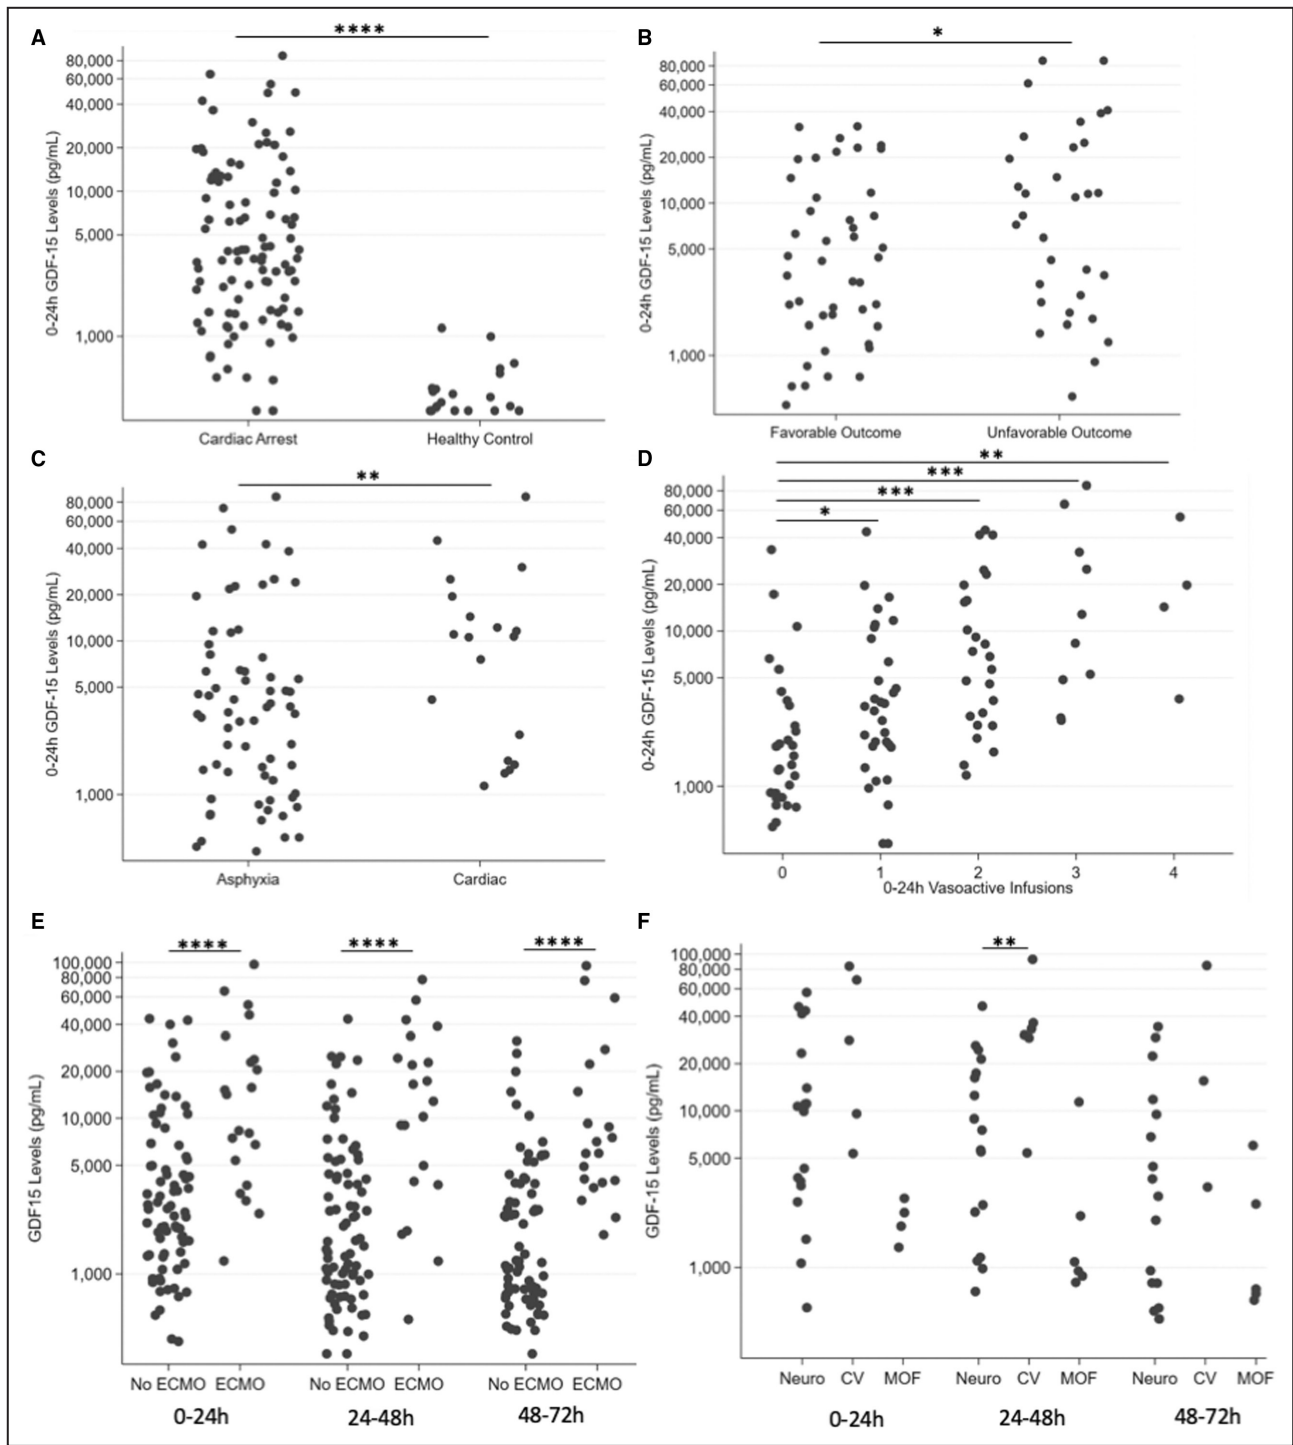 A
****
0-24h GDF-15 Levels (pg/mL)
80,000
60,000
40,000
20,000
10,000
5,000
1,000
Cardiac Arrest
Healthy Control
B
*
0-24h GDF-15 Levels (pg/mL)
80,000
60,000
40,000
20,000
10,000
5,000
1,000
Favorable Outcome
Unfavorable Outcome
C
**
0-24h GDF-15 Levels (pg/mL)
80,000
60,000
40,000
20,000
10,000
5,000
1,000
Asphyxia
Cardiac
D
**
***
***
*
0-24h GDF-15 Levels (pg/mL)
80,000
60,000
40,000
20,000
10,000
5,000
1,000
0 1 2 3 4
0-24h Vasoactive Infusions
E
**** **** ****
GDF15 Levels (pg/mL)
100,000
80,000
60,000
40,000
20,000
10,000
5,000
1,000
No ECMO ECMO No ECMO ECMO No ECMO ECMO
0-24h 24-48h 48-72h
F
**
GDF-15 Levels (pg/mL)
100,000
80,000
60,000
40,000
20,000
10,000
5,000
1,000
Neuro CV MOF Neuro CV MOF Neuro CV MOF
0-24h 24-48h 48-72h